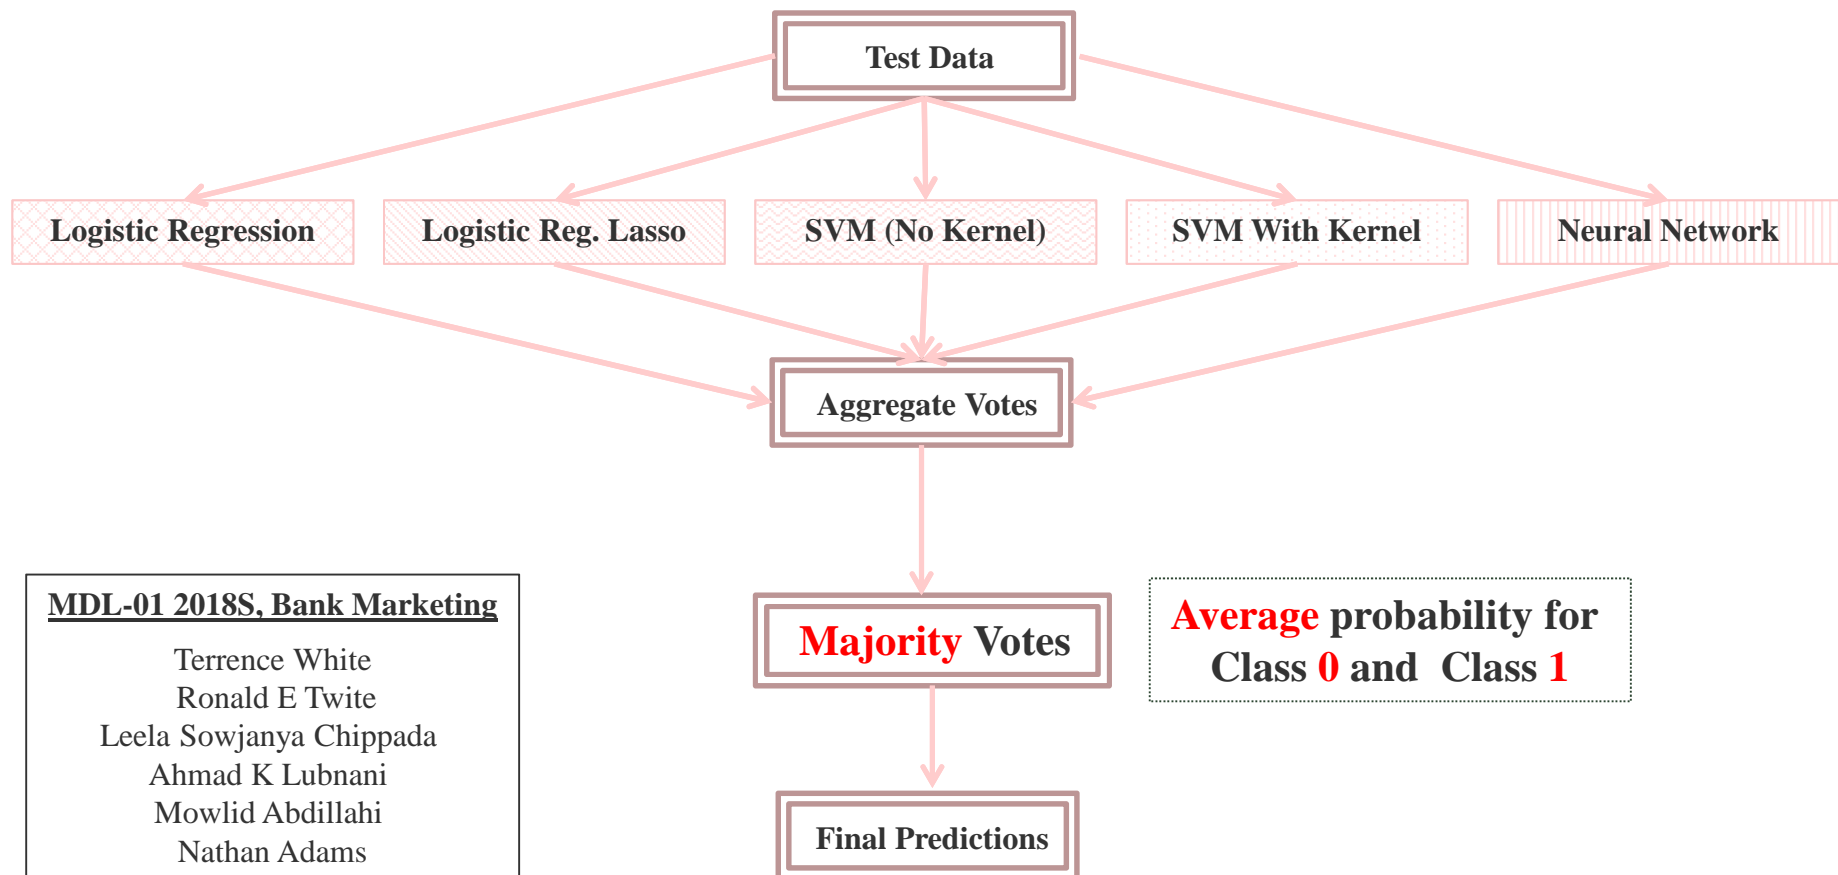 Test Data
Logistic Regression
Logistic Reg. Lasso
SVM (No Kernel)
SVM With Kernel
Neural Network
Aggregate Votes
Majority Votes
Average probability for
Class 0 and Class 1
Final Predictions
MDL-01 2018S, Bank Marketing
Terrence White
Ronald E Twite
Leela Sowjanya Chippada
Ahmad K Lubnani
Mowlid Abdillahi
Nathan Adams